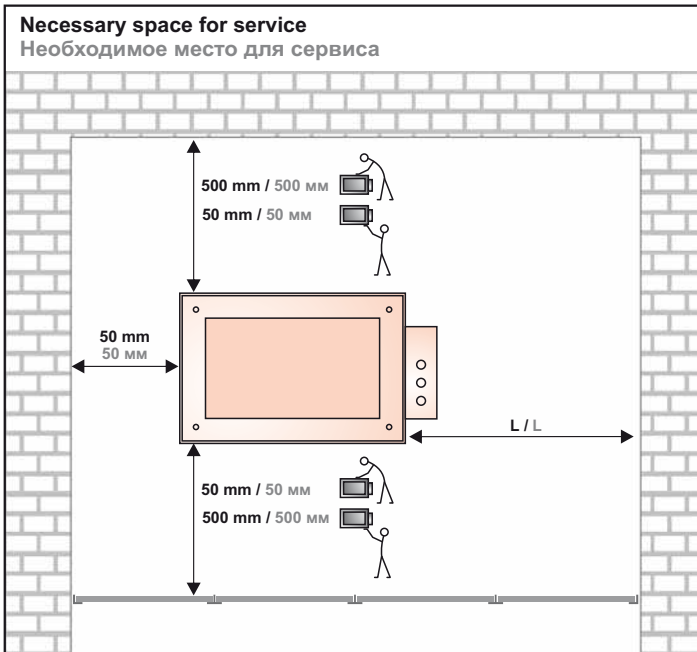 Necessary space for service
Необходимое место для сервиса
500 mm / 500 мм
50 mm / 50 мм
50 mm
50 мм
L / L
50 mm / 50 мм
500 mm / 500 мм